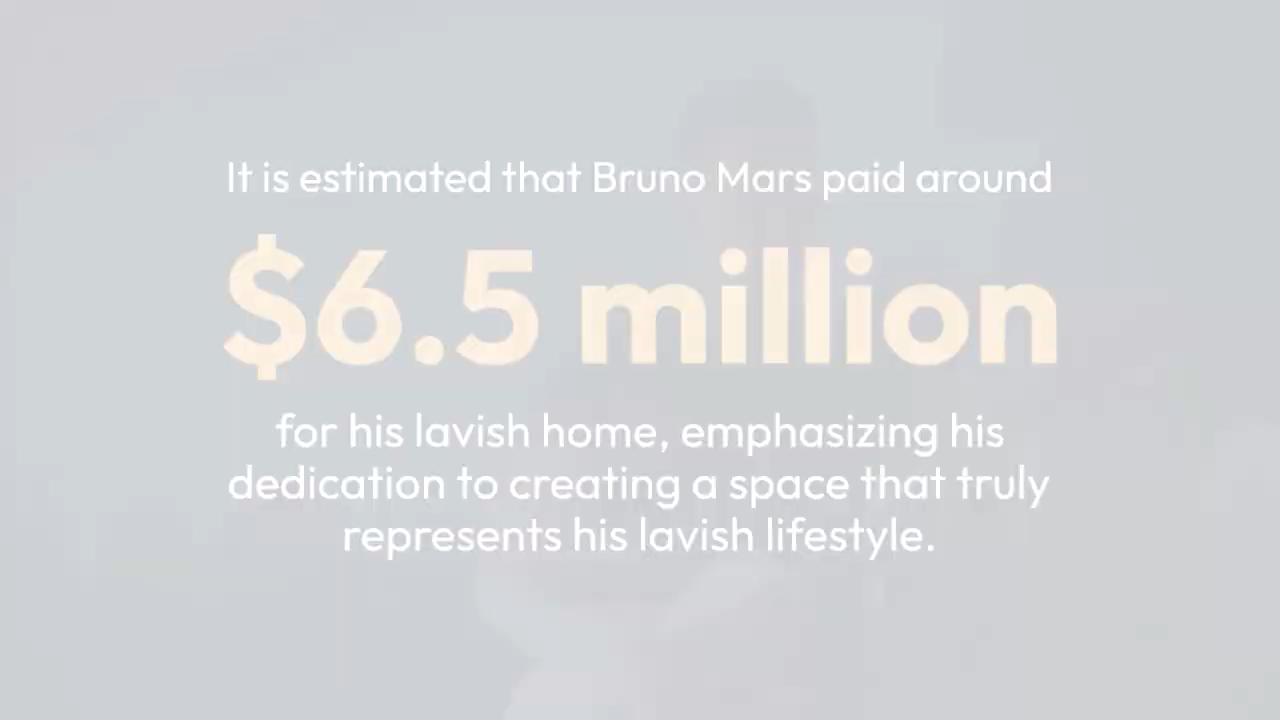 It is estimated that Bruno Mars paid around
$6.5 million
for his lavish home, emphasizing his
dedication to creating a space that truly
represents his lavish lifestyle.